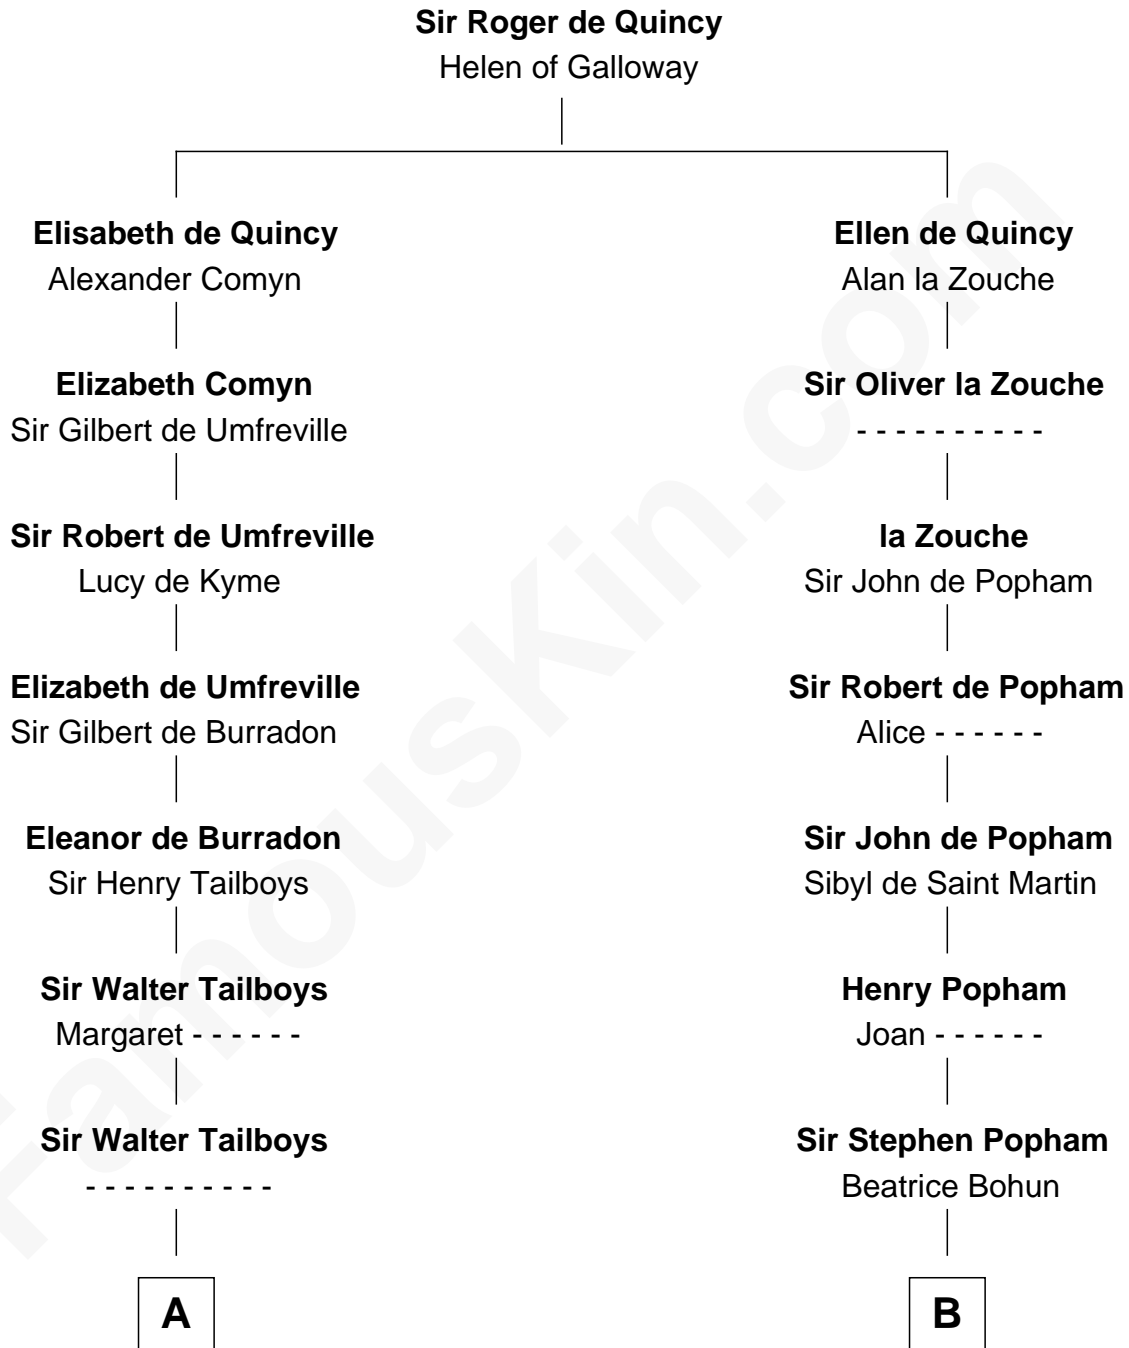 Sir Roger de Quincy
Helen of Galloway
Elisabeth de Quincy
Alexander Comyn
Ellen de Quincy
Alan la Zouche
Elizabeth Comyn
Sir Gilbert de Umfreville
Sir Oliver la Zouche
- - - - - - - - - -
Sir Robert de Umfreville
Lucy de Kyme
la Zouche
Sir John de Popham
Elizabeth de Umfreville
Sir Gilbert de Burradon
Sir Robert de Popham
Alice - - - - - -
Eleanor de Burradon
Sir Henry Tailboys
Sir John de Popham
Sibyl de Saint Martin
Sir Walter Tailboys
Margaret - - - - - -
Henry Popham
Joan - - - - - -
Sir Walter Tailboys
- - - - - - - - - -
Sir Stephen Popham
Beatrice Bohun
A
B
FamousKin.com